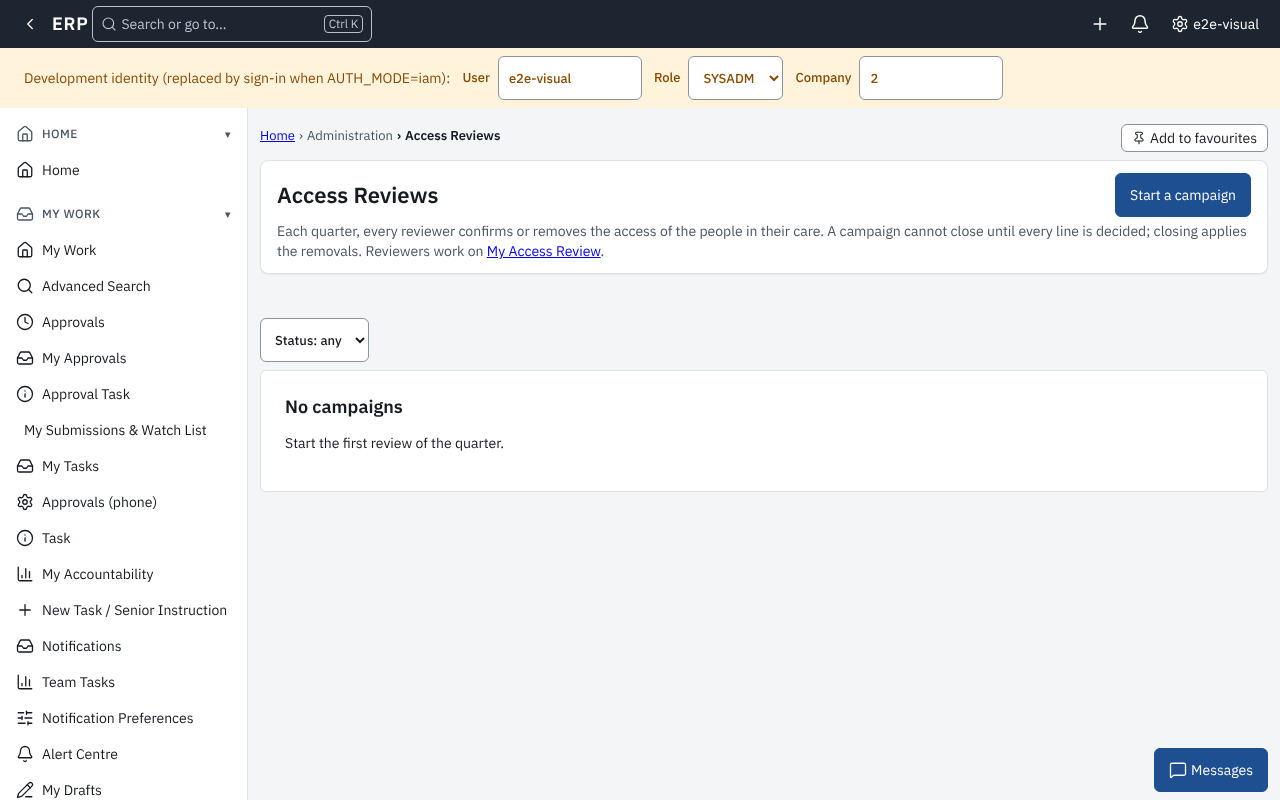 ERP
Search or go to...
Ctrl K
e2e-visual
Development identity (replaced by sign-in when AUTH_MODE=iam):
User
e2e-visual
Role
SYSADM
Company
2
HOME
Home
MY WORK
My Work
Advanced Search
Approvals
My Approvals
Approval Task
My Submissions & Watch List
My Tasks
Approvals (phone)
Task
My Accountability
New Task / Senior Instruction
Notifications
Team Tasks
Notification Preferences
Alert Centre
My Drafts
Home › Administration › Access Reviews
Add to favourites
Access Reviews
Start a campaign
Each quarter, every reviewer confirms or removes the access of the people in their care. A campaign cannot close until every line is decided; closing applies
the removals. Reviewers work on My Access Review.
Status: any
No campaigns
Start the first review of the quarter.
Messages